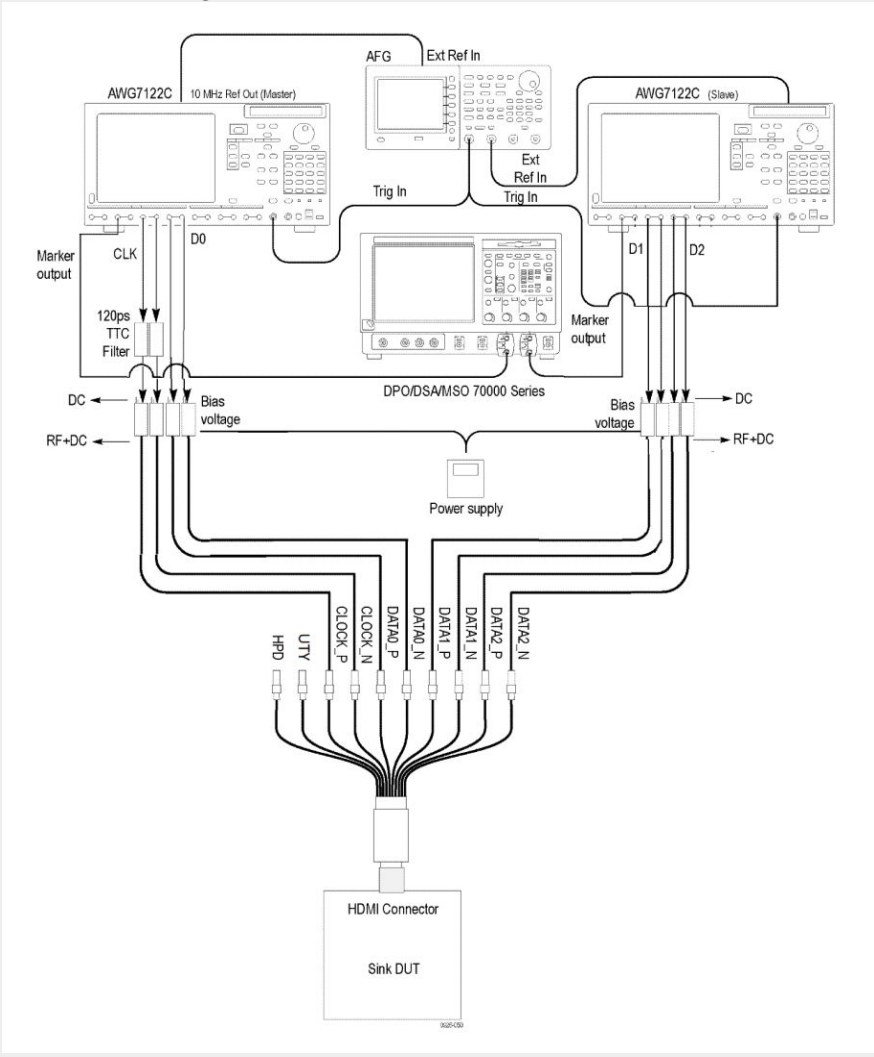 AFG
Ext Ref In
AWG7122C
10 MHz Ref Out (Master)
AWG7122C
(Slave)
Ext
Ref In
Trig In
Trig In
D0
CLK
Marker
output
D1
D2
120ps
TTC
Filter
Marker
output
DPO/DSA/MSO 70000 Series
DC
Bias
voltage
RF+DC
Bias
voltage
DC
RF+DC
Power supply
HPD
UTY
CLOCK_P
CLOCK_N
DATA0_P
DATA0_N
DATA1_P
DATA1_N
DATA2_P
DATA2_N
HDMI Connector
Sink DUT